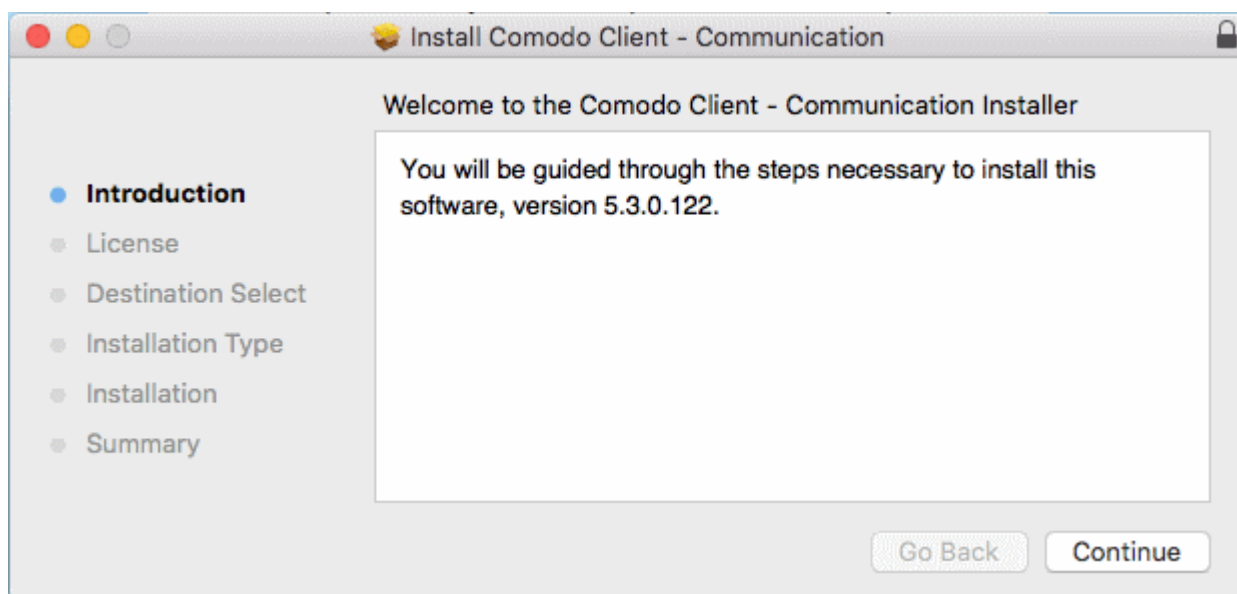 Install Comodo Client - Communication
Welcome to the Comodo Client - Communication Installer
Introduction
License
Destination Select
Installation Type
Installation
Summary
You will be guided through the steps necessary to install this
software, version 5.3.0.122.
Go Back
Continue